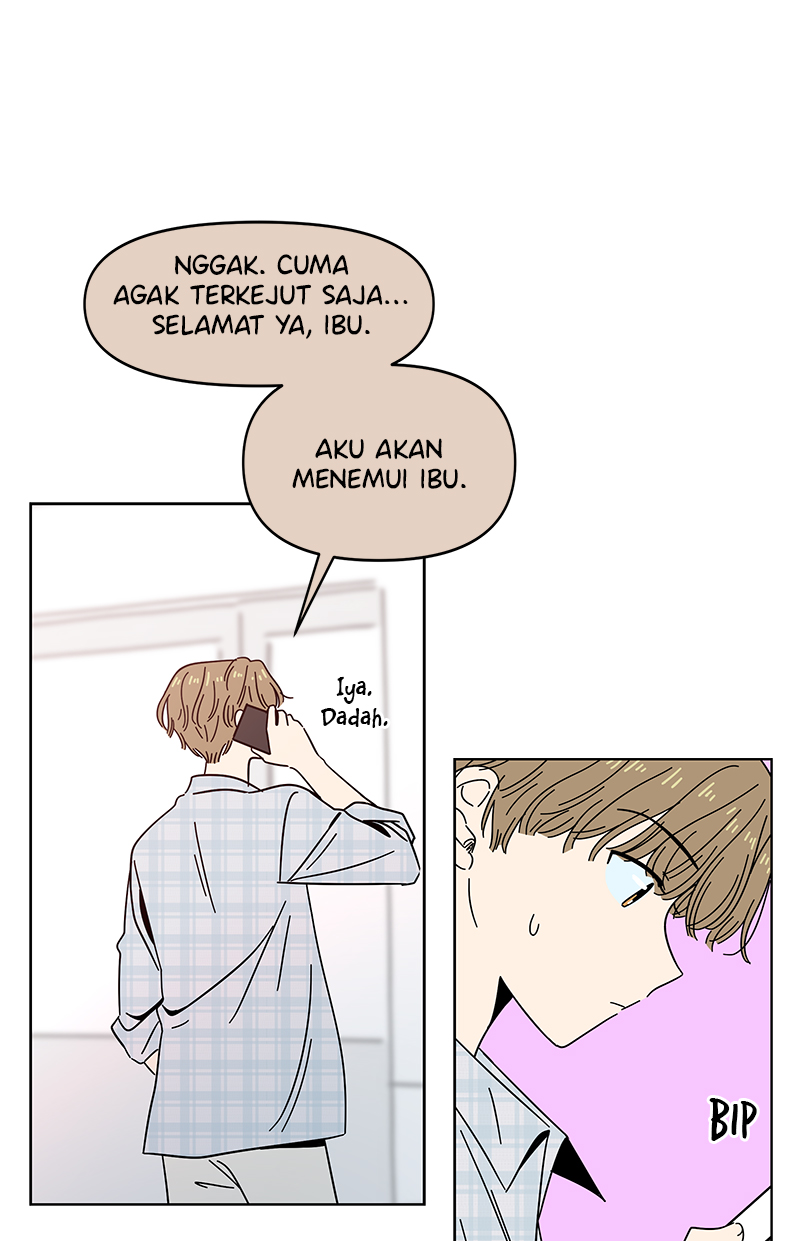 NGGAK. CUMA
AGAK TERKEJUT SAJA...
SELAMAT YA, IBU.
AKU AKAN
MENEMUI IBU.
Iya.
Dadah.
BIP